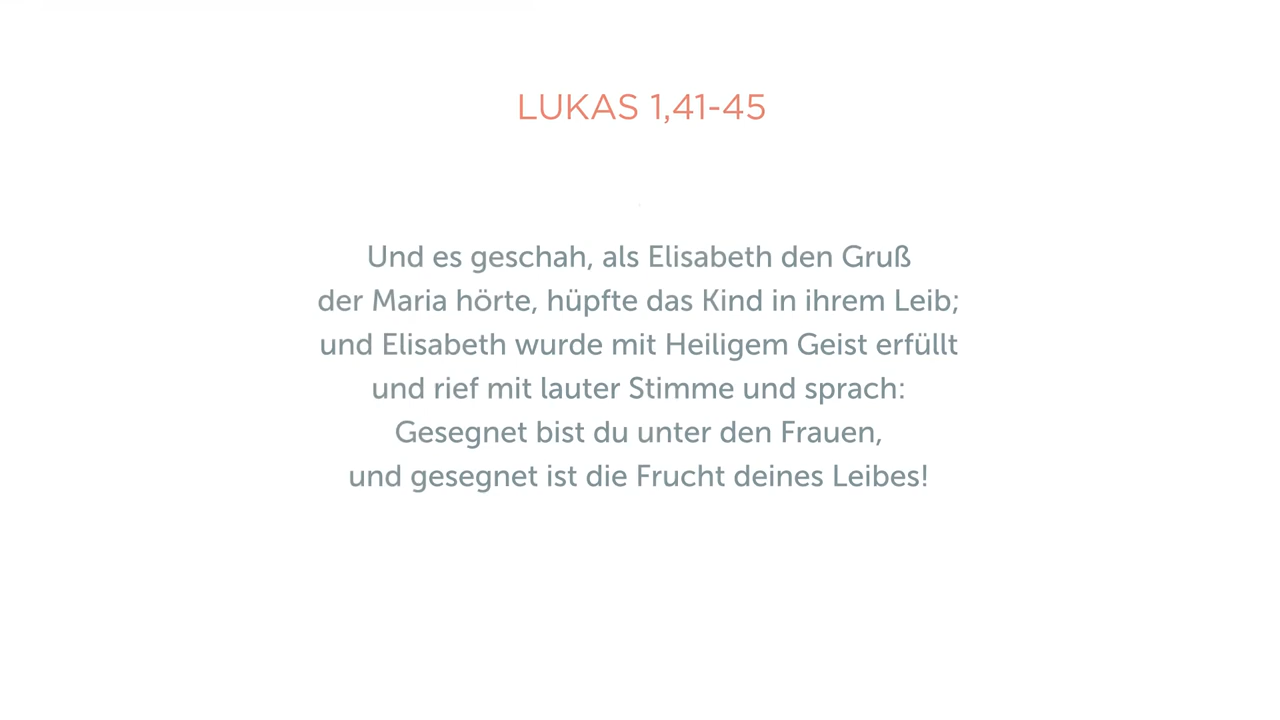 LUKAS 1,41-45
Und es geschah, als Elisabeth den Gruß
der Maria hörte, hüpfte das Kind in ihrem Leib;
und Elisabeth wurde mit Heiligem Geist erfüllt
und rief mit lauter Stimme und sprach:
Gesegnet bist du unter den Frauen,
und gesegnet ist die Frucht deines Leibes!